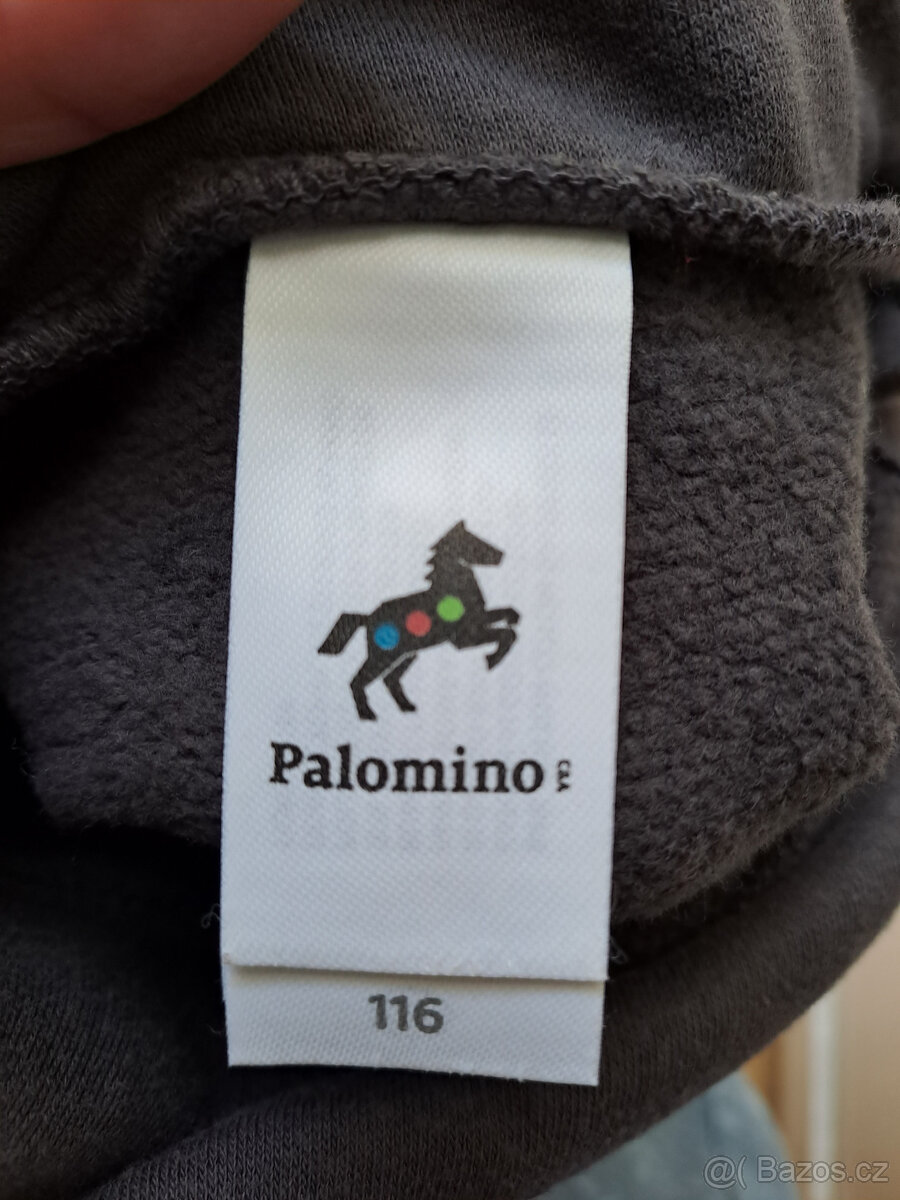 Palomino
C&A
116
@( Bazos.cz